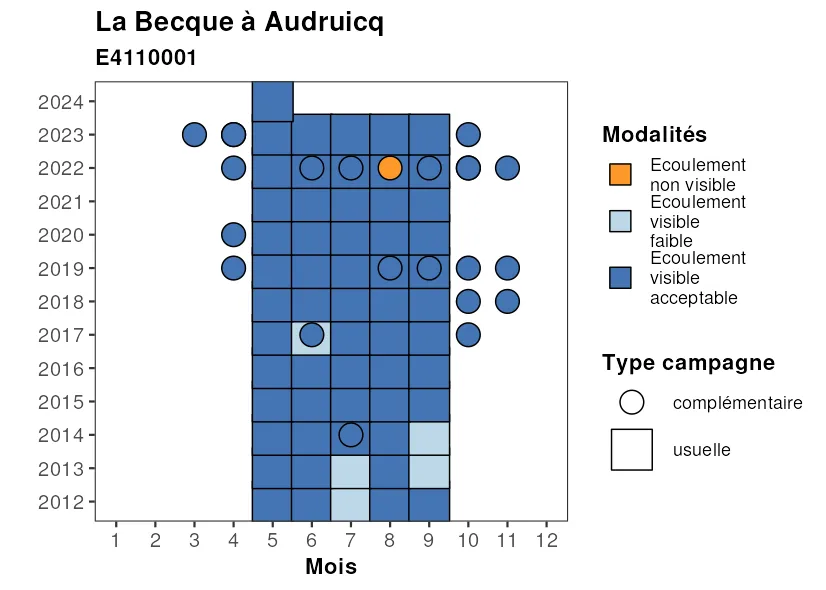 La Becque à Audruicq
E4110001
2024
2023
2022
2021
2020
2019
2018
2017
2016
2015
2014
2013
2012
1 2 3 4 5 6 7 8 9 10 11 12
Mois
Modalités
Ecoulement
non visible
Ecoulement
visible
faible
Ecoulement
visible
acceptable
Type campagne
complémentaire
usuelle